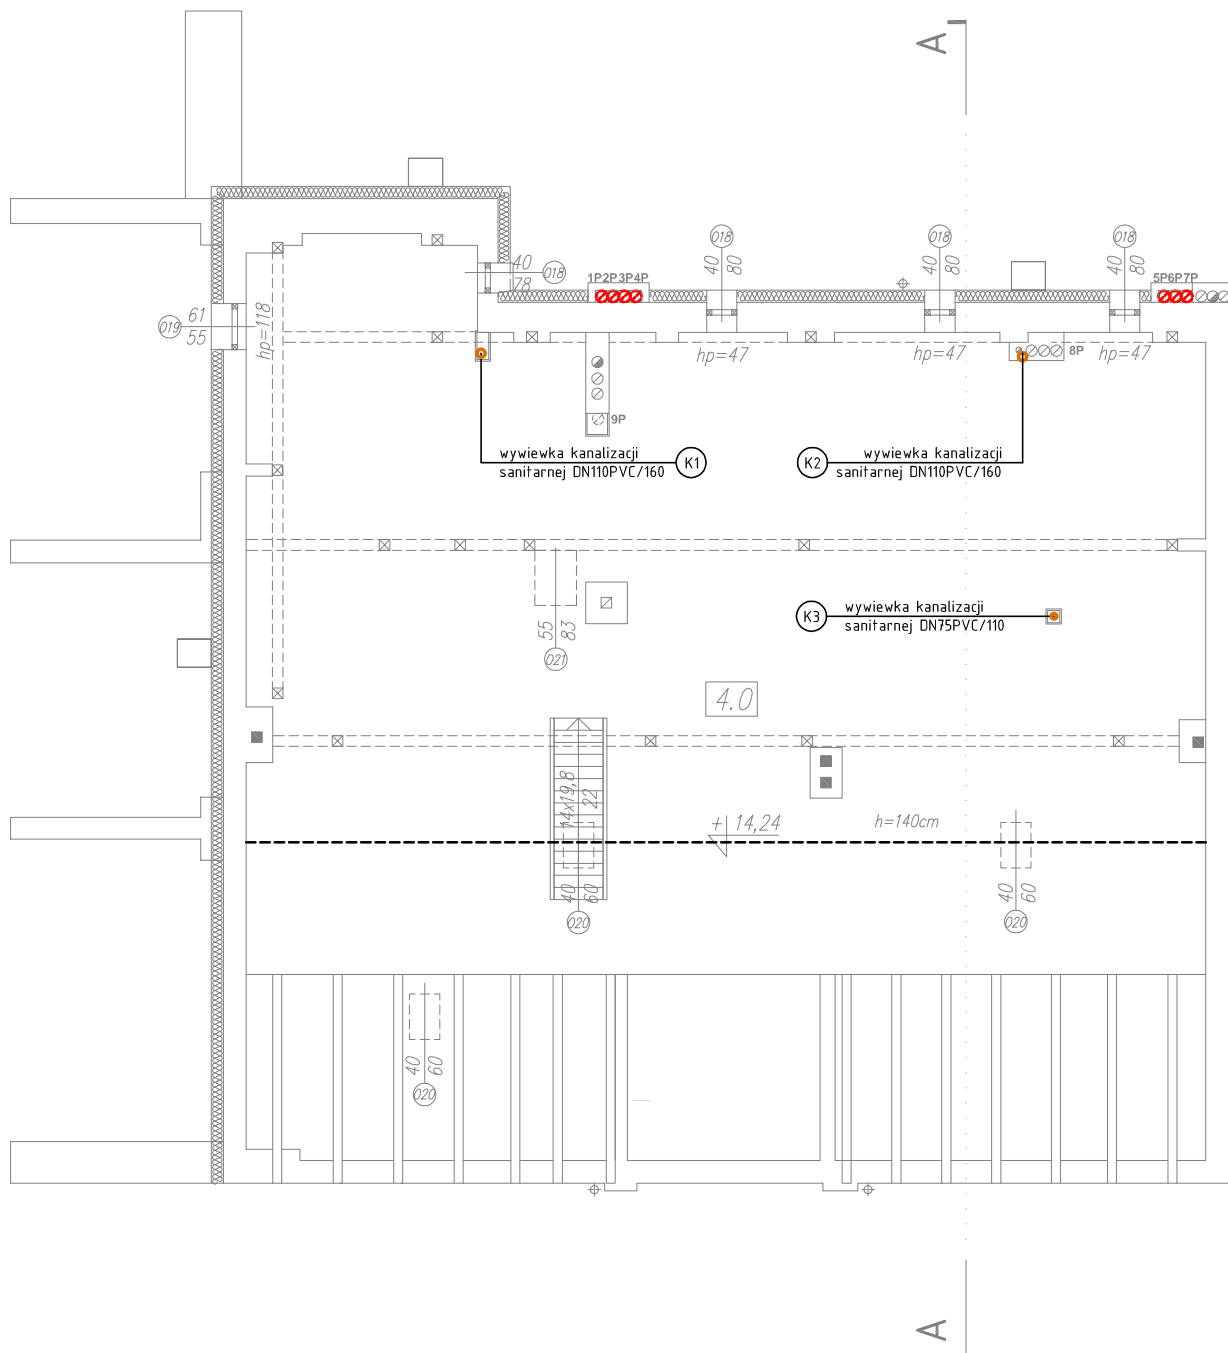 A
018
018
018
40
80
40
80
40
80
40
78
018
1P2P3P4P
5P6P7P
019
61
55
hp=118
hp=47
hp=47
8P
hp=47
9P
wywiewka kanalizacji
sanitarnej DN110PVC/160
K1
K2
wywiewka kanalizacji
sanitarnej DN110PVC/160
55
83
021
K3
wywiewka kanalizacji
sanitarnej DN75PVC/110
4.0
14x19,8
22
+ 14,24
h=140cm
40
60
020
40
60
020
40
60
020
A